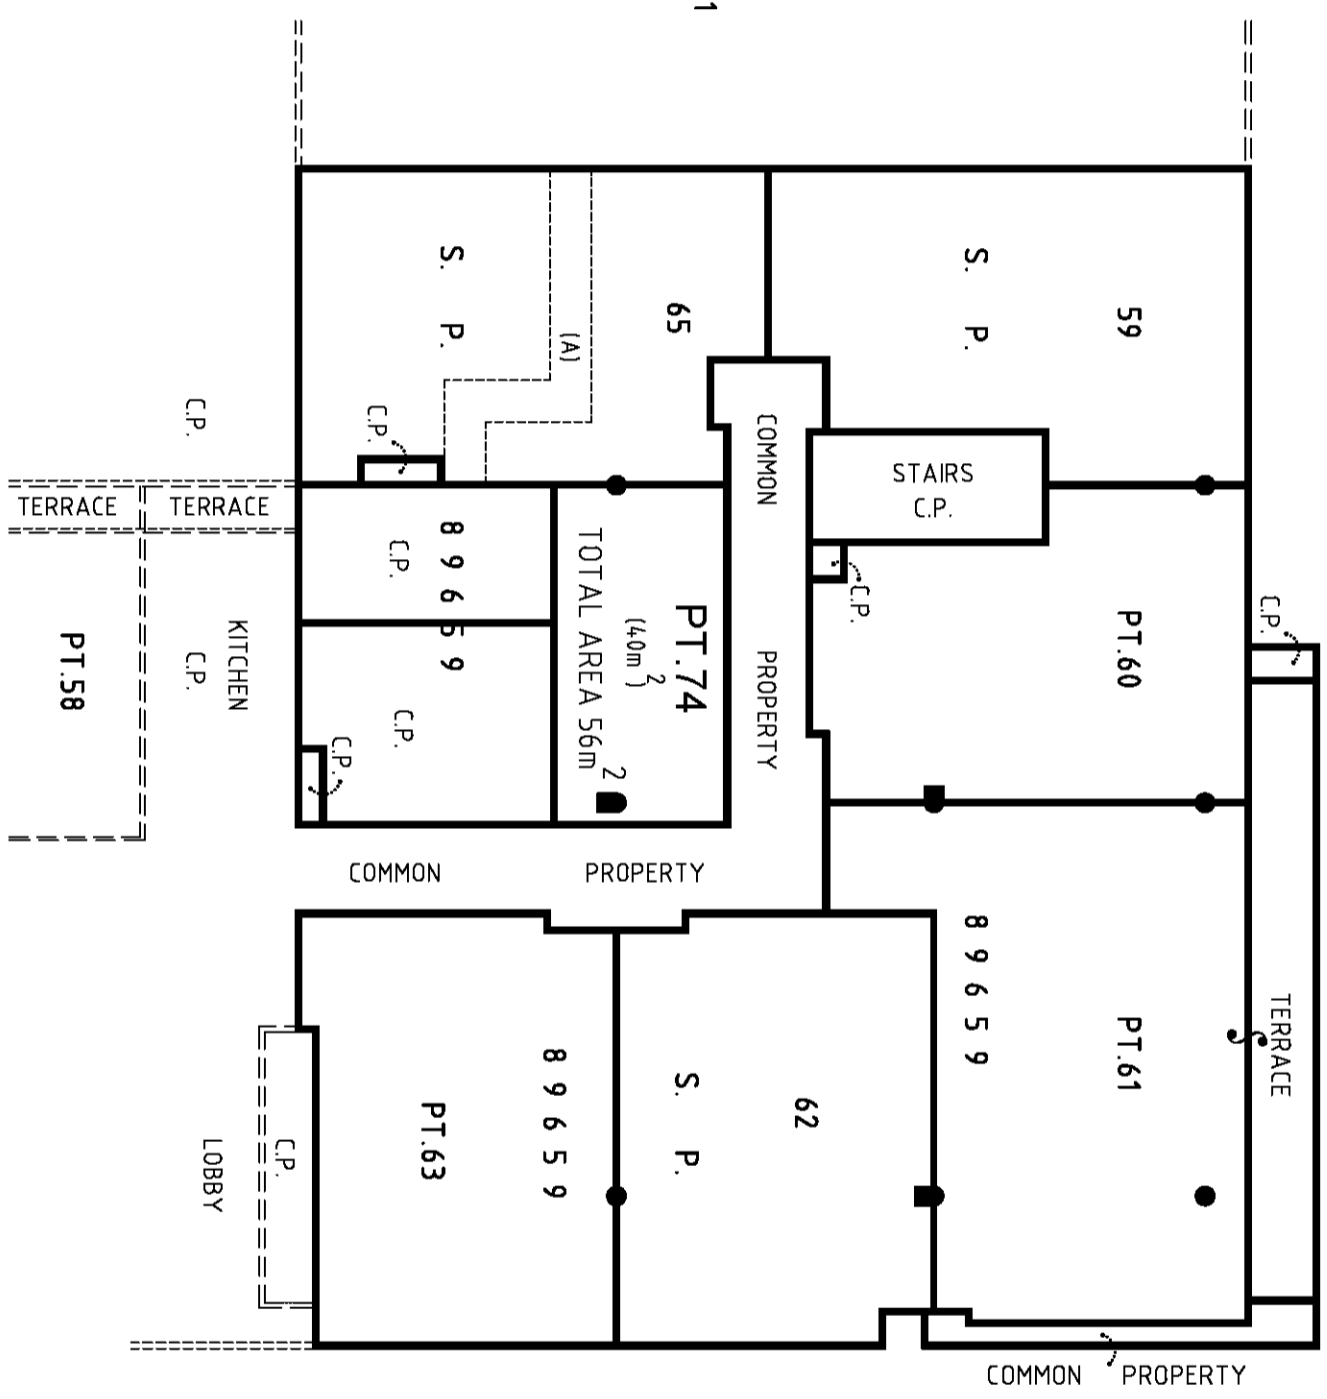 1
S. P.
65
(A)
S. P.
59
C.P.
C.P.
COMMON PROPERTY
STAIRS
C.P.
TERRACE
TERRACE
C.P.
8 9 6 5 9
TOTAL AREA 56m²
(40m²)
PT.74
C.P.
PT.60
C.P.
PT.58
C.P.
KITCHEN
C.P.
C.P.
COMMON PROPERTY
PT.63
8 9 6 5 9
S. P.
62
8 9 6 5 9
PT.61
TERRACE
LOBBY
C.P.
COMMON PROPERTY